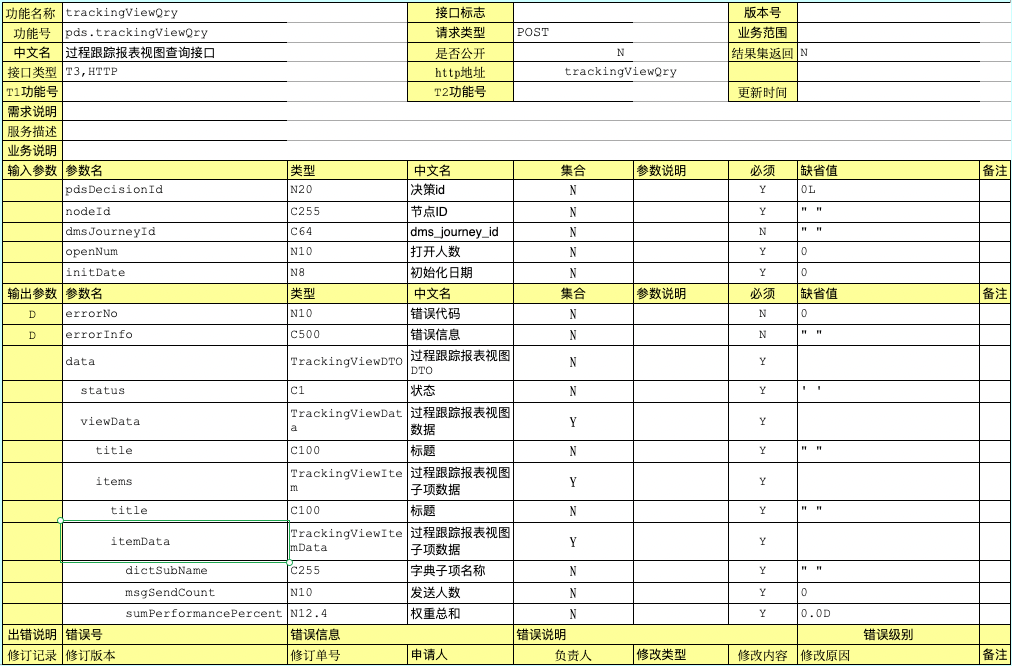 功能名称 trackingViewQry 接口标志 版本号
功能号 pds.trackingViewQry 请求类型 POST 业务范围
中文名 过程跟踪报表视图查询接口 是否公开 N 结果集返回 N
接口类型 T3,HTTP http地址 trackingViewQry
T1功能号 T2功能号 更新时间
需求说明
服务描述
业务说明
输入参数 参数名 类型 中文名 集合 参数说明 必须 缺省值 备注
pdsDecisionId N20 决策id N Y 0L
nodeId C255 节点ID N Y " "
dmsJourneyId C64 dms_journey_id N N " "
openNum N10 打开人数 N Y 0
initDate N8 初始化日期 N Y 0
输出参数 参数名 类型 中文名 集合 参数说明 必须 缺省值 备注
D errorNo N10 错误代码 N N 0
D errorInfo C500 错误信息 N N " "
data TrackingViewDTO 过程跟踪报表视图
DTO N Y
status C1 状态 N Y ' '
viewData TrackingViewDat
a 过程跟踪报表视图
数据 Y Y
title C100 标题 N Y " "
items TrackingViewIte
m 过程跟踪报表视图
子项数据 Y Y
title C100 标题 N Y " "
itemData TrackingViewIte
mData 过程跟踪报表视图
子项数据 Y Y
dictSubName C255 字典子项名称 N Y " "
msgSendCount N10 发送人数 N Y 0
sumPerformancePercent N12.4 权重总和 N Y 0.0D
出错说明 错误号 错误信息 错误说明 错误级别
修订记录 修订版本 修订单号 申请人 负责人 修改类型 修改内容 修改原因 备注